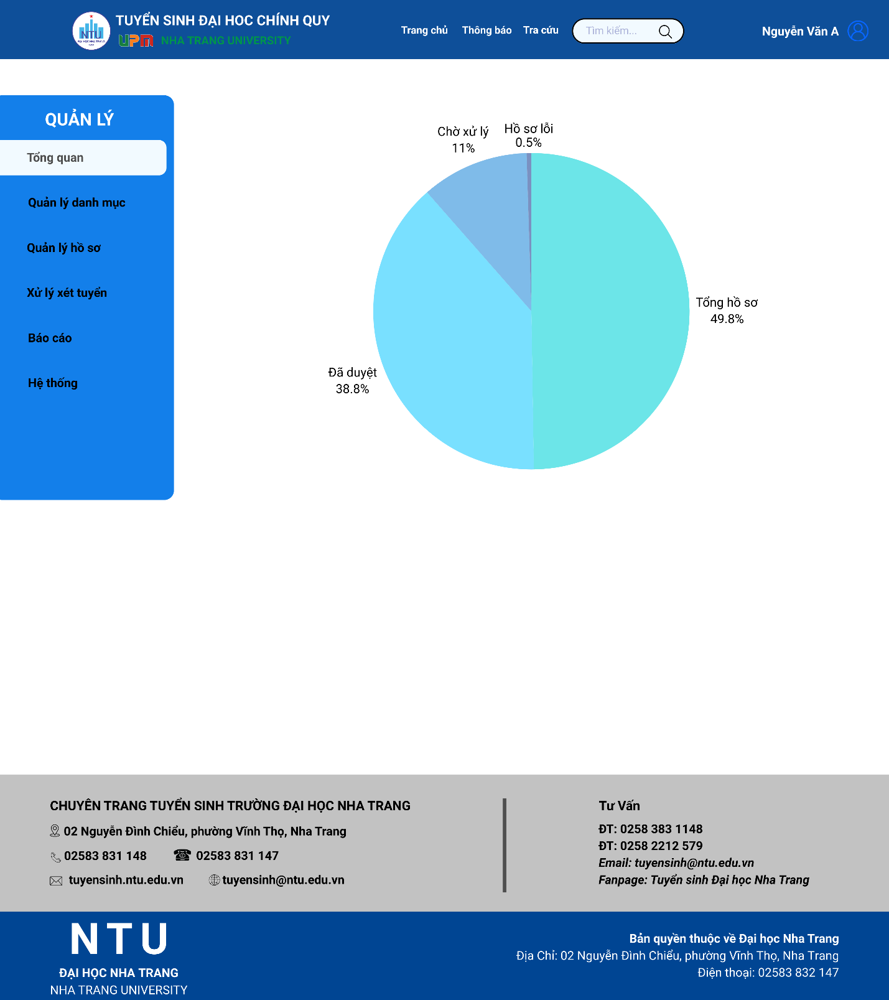 TUYỂN SINH ĐẠI HOC CHÍNH QUY
UPM NHA TRANG UNIVERSITY
NTU
ĐẠI HỌC NHA TRANG
1959
Trang chủ Thông báo Tra cứu Tìm kiếm... Nguyễn Văn A
QUẢN LÝ
Tổng quan
Quản lý danh mục
Quản lý hồ sơ
Xử lý xét tuyển
Báo cáo
Hệ thống
Chờ xử lý
11%
Hồ sơ lỗi
0.5%
Tổng hồ sơ
49.8%
Đã duyệt
38.8%
CHUYÊN TRANG TUYỂN SINH TRƯỜNG ĐẠI HỌC NHA TRANG
02 Nguyễn Đình Chiểu, phường Vĩnh Thọ, Nha Trang
02583 831 148 02583 831 147
tuyensinh.ntu.edu.vn tuyensinh@ntu.edu.vn
Tư Vấn
ĐT: 0258 383 1148
ĐT: 0258 2212 579
Email: tuyensinh@ntu.edu.vn
Fanpage: Tuyển sinh Đại học Nha Trang
NTU
ĐẠI HỌC NHA TRANG
NHA TRANG UNIVERSITY
Bản quyền thuộc về Đại học Nha Trang
Địa Chỉ: 02 Nguyễn Đình Chiểu, phường Vĩnh Thọ, Nha Trang
Điện thoại: 02583 832 147